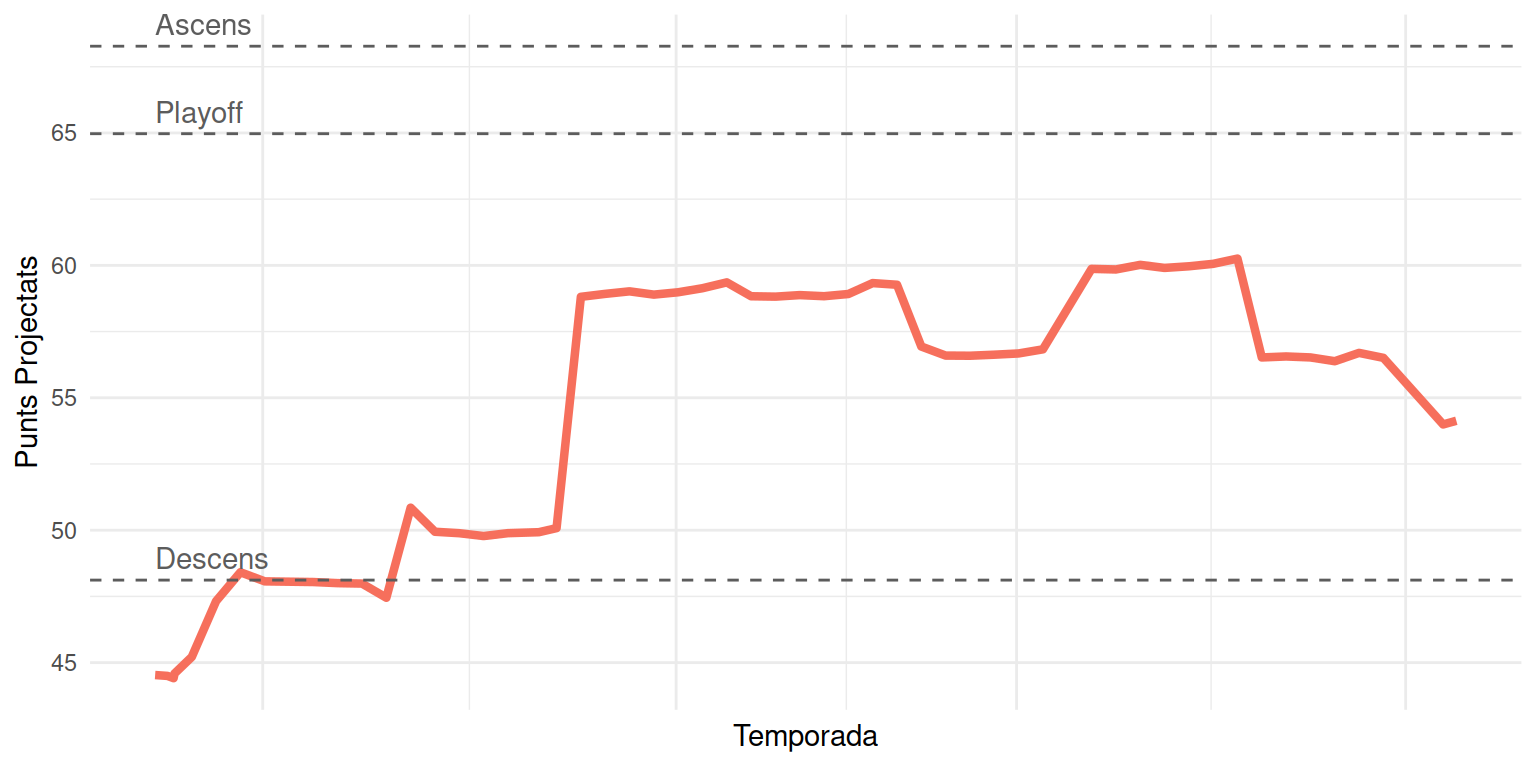 Ascens
Playoff
65
60
55
50
Descens
45
Punts Projectats
Temporada